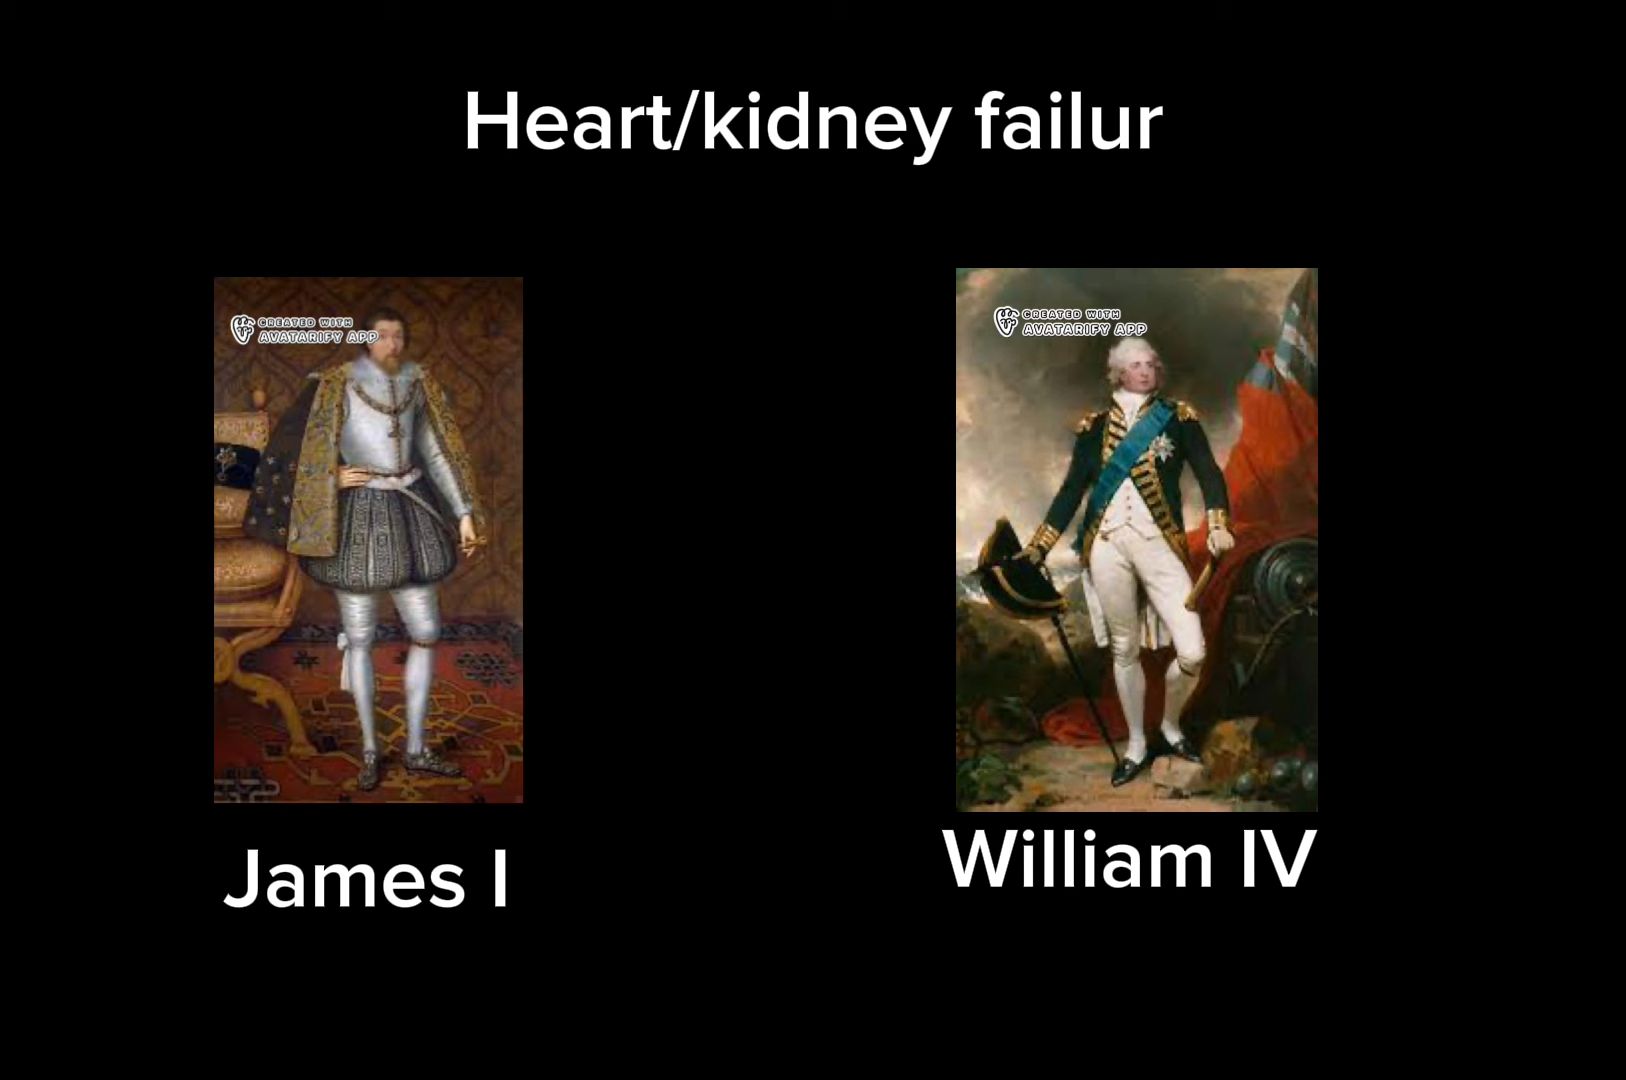 Heart/kidney failur
CREATED WITH
AVATARIFY APP
CREATED WITH
AVATARIFY APP
James I
William IV